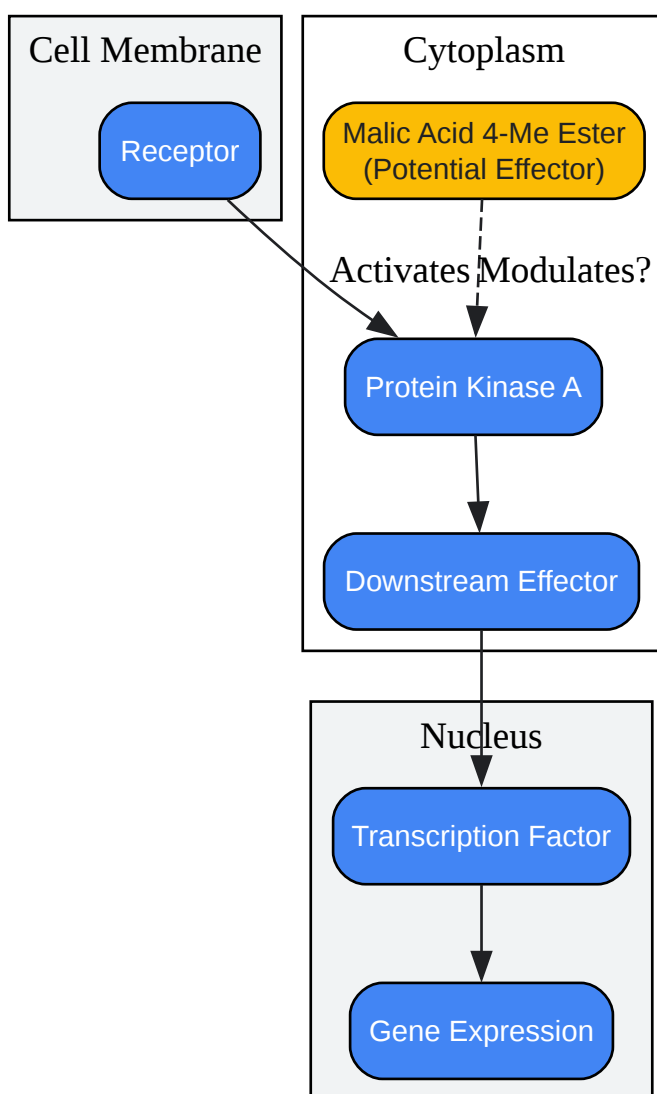 Cell Membrane
Cytoplasm
Receptor
Malic Acid 4-Me Ester
(Potential Effector)
Activates
Modulates?
Protein Kinase A
Downstream Effector
Nucleus
Transcription Factor
Gene Expression